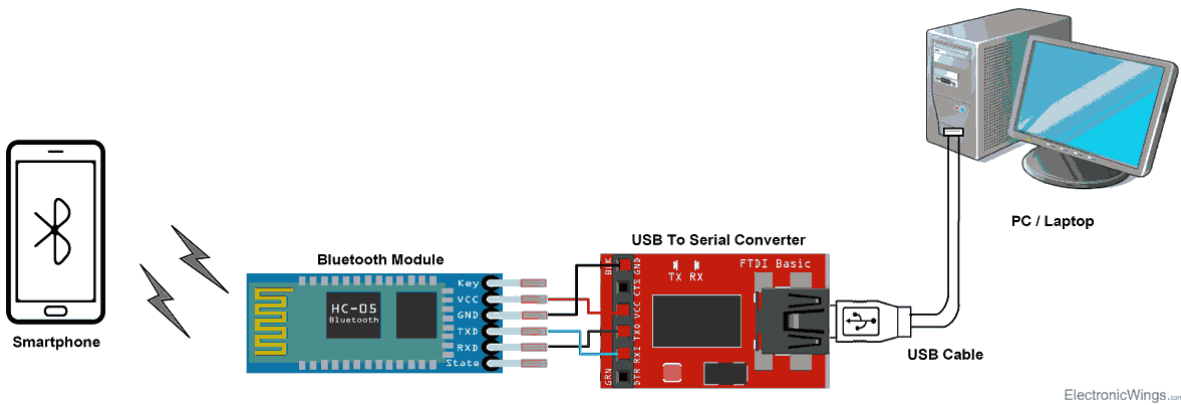 PC / Laptop
USB To Serial Converter
Bluetooth Module
Smartphone
HC-05
Bluetooth
Key
VCC
GND
TXD
RXD
State
BLK
GND
CTS
VCC
TXO
RXI
DTR
GRN
TX RX
FTDI Basic
USB Cable
ElectronicWings.com